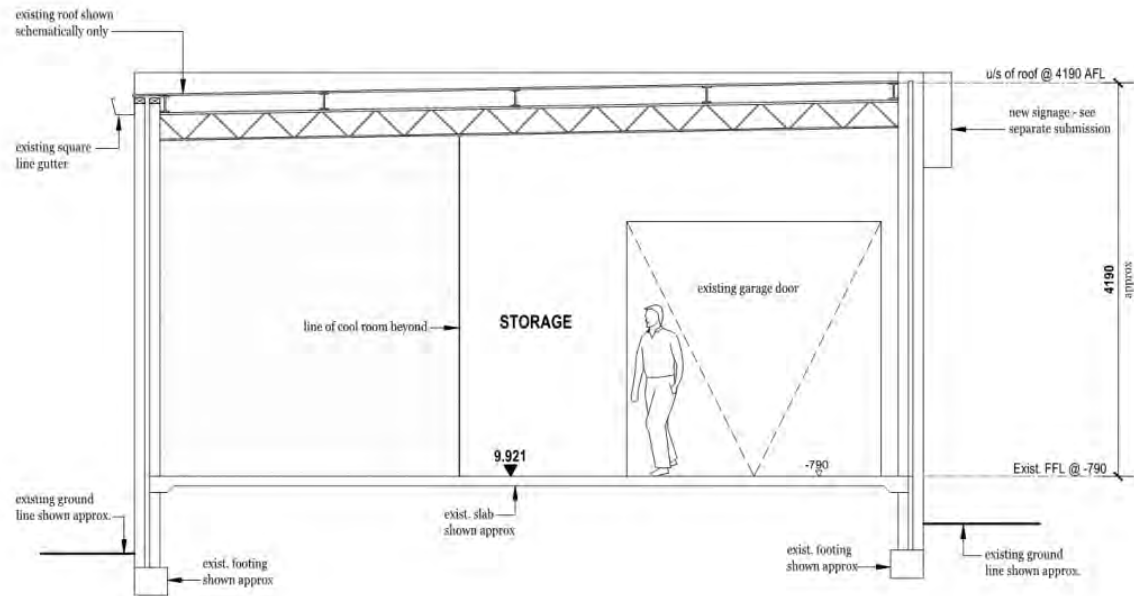 existing roof shown
schematically only
u/s of roof @ 4190 AFL
new signage - see
separate submission
existing square
line gutter
4190
approx
existing garage door
line of cool room beyond
STORAGE
9.921
-790
Exist. FFL @ -790
existing ground
line shown approx.
exist. slab
shown approx
exist. footing
shown approx
exist. footing
shown approx
existing ground
line shown approx.